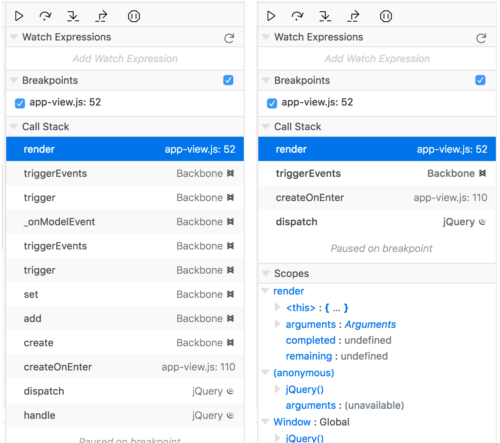 Watch Expressions
Add Watch Expression
Breakpoints
app-view.js: 52
Call Stack
render app-view.js: 52
triggerEvents Backbone
trigger Backbone
_onModelEvent Backbone
triggerEvents Backbone
trigger Backbone
set Backbone
add Backbone
create Backbone
createOnEnter app-view.js: 110
dispatch jQuery
handle jQuery
Paused on breakpoint
Watch Expressions
Add Watch Expression
Breakpoints
app-view.js: 52
Call Stack
render app-view.js: 52
triggerEvents Backbone
createOnEnter app-view.js: 110
dispatch jQuery
Paused on breakpoint
Scopes
render
<this> : { ... }
arguments : Arguments
completed : undefined
remaining : undefined
(anonymous)
jQuery()
arguments : (unavailable)
Window : Global
jQuery()